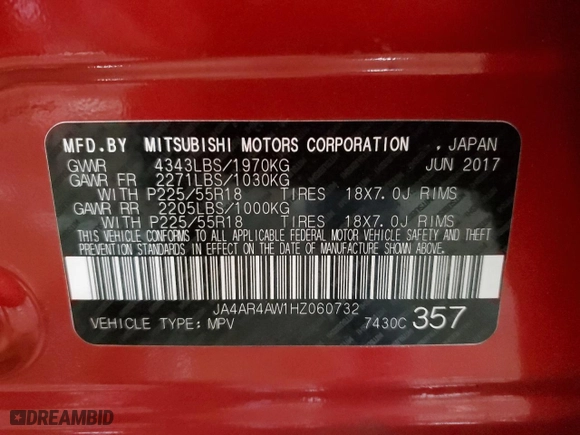 MFD.BY MITSUBISHI MOTORS CORPORATION , JAPAN
GVWR 4343LBS/1970KG JUN 2017
GAWR FR 2271LBS/1030KG
WITH P225/55R18 TIRES 18X7.0J RIMS
GAWR RR 2205LBS/1000KG
WITH P225/55R18 TIRES 18X7.0J RIMS
THIS VEHICLE CONFORMS TO ALL APPLICABLE FEDERAL MOTOR VEHICLE SAFETY AND THEFT
PREVENTION STANDARDS IN EFFECT ON THE DATE OF MANUFACTURE SHOWN ABOVE.
JA4AR4AW1HZ060732
VEHICLE TYPE: MPV 7430C 357
DREAMBID